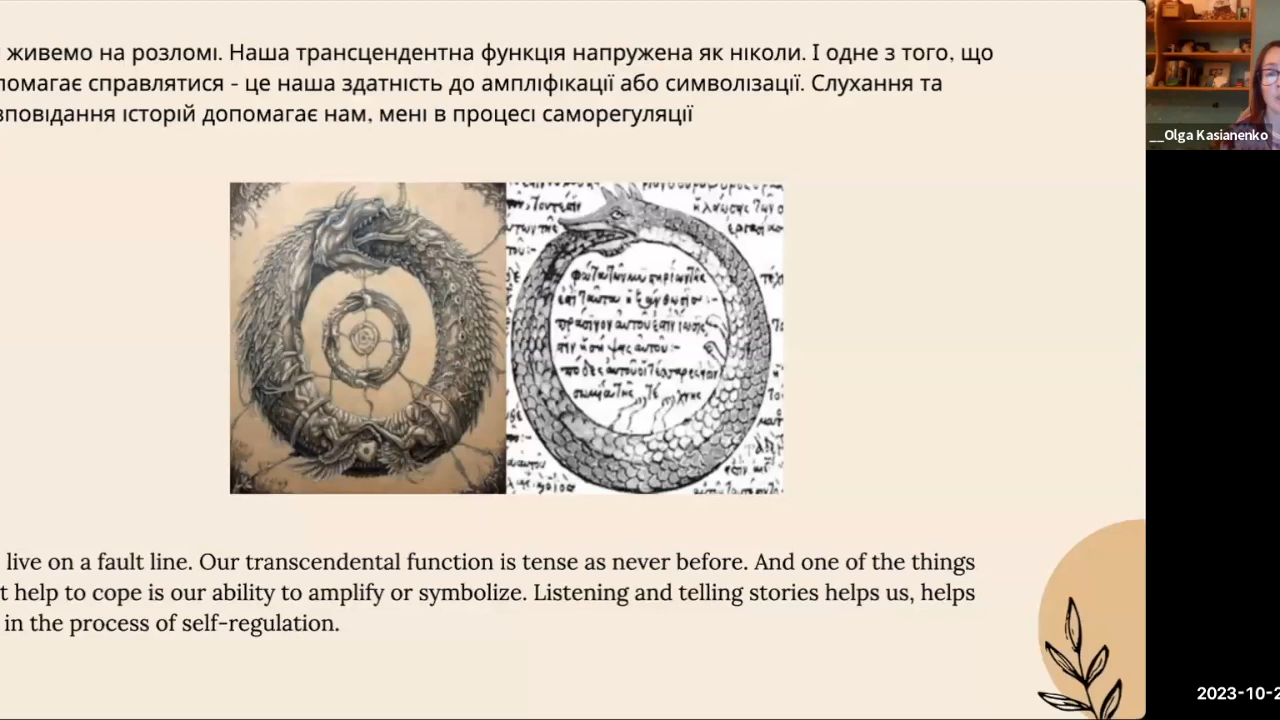 живемо на розломі. Наша трансцендентна функція напружена як ніколи. І одне з того, що
помагає справлятися - це наша здатність до ампліфікації або символізації. Слухання та
зповідання історій допомагає нам, мені в процесі саморегуляції
__Olga Kasianenko
live on a fault line. Our transcendental function is tense as never before. And one of the things
t help to cope is our ability to amplify or symbolize. Listening and telling stories helps us, helps
in the process of self-regulation.
2023-10-2